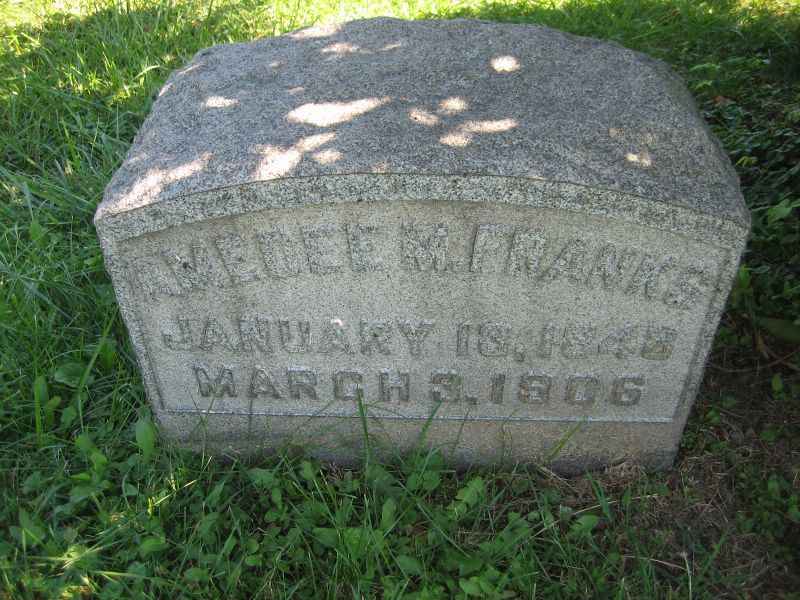 AMEDEE M. FRANKS
JANUARY 18, 1848
MARCH 3, 1906